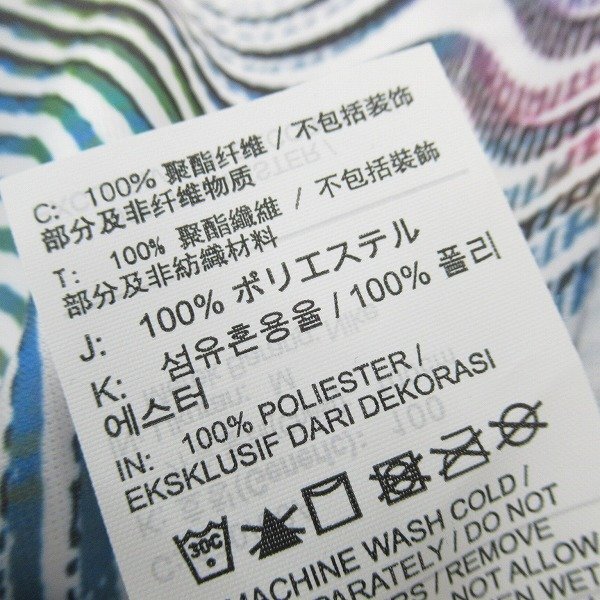 C: 100% 聚酯纤维 / 不包括装饰
部分及非纤维物质
T: 100% 聚酯纖維 / 不包括裝飾
部分及非紡織材料
J: 100% ポリエステル
K: 섬유혼용율 / 100% 폴리
에스터
IN: 100% POLIESTER /
EKSKLUSIF DARI DEKORASI
30C
MACHINE WASH COLD /
SEPARATELY / DO NOT
/ REMOVE
NOT ALLOW
WET